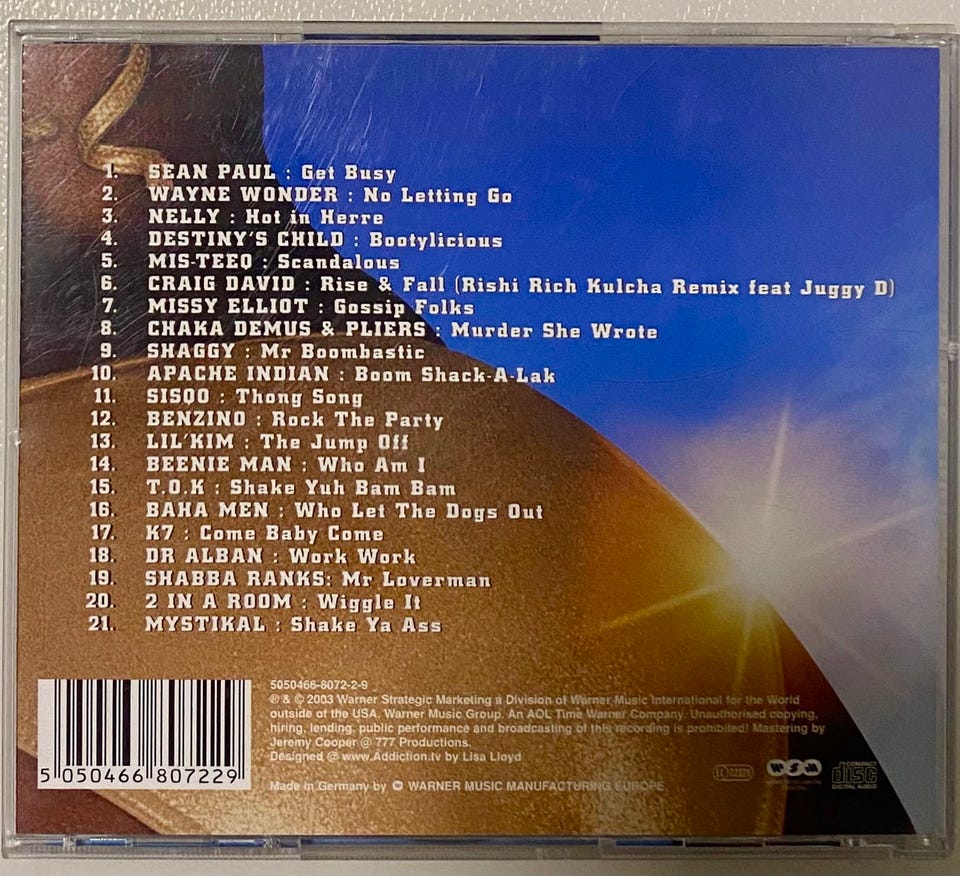 1. SEAN PAUL : Get Busy
2. WAYNE WONDER : No Letting Go
3. NELLY : Hot in Herre
4. DESTINY'S CHILD : Bootylicious
5. MIS-TEEQ : Scandalous
6. CRAIG DAVID : Rise & Fall (Rishi Rich Kulcha Remix feat Juggy D)
7. MISSY ELLIOT : Gossip Folks
8. CHAKA DEMUS & PLIERS : Murder She Wrote
9. SHAGGY : Mr Boombastic
10. APACHE INDIAN : Boom Shack-A-Lak
11. SISQO : Thong Song
12. BENZINO : Rock The Party
13. LIL'KIM : The Jump Off
14. BEENIE MAN : Who Am I
15. T.O.K : Shake Yuh Bam Bam
16. BAHA MEN : Who Let The Dogs Out
17. K7 : Come Baby Come
18. DR ALBAN : Work Work
19. SHABBA RANKS: Mr Loverman
20. 2 IN A ROOM : Wiggle It
21. MYSTIKAL : Shake Ya Ass
5050466-8072-2-9
℗ & © 2003 Warner Strategic Marketing a Division of Warner Music International for the World
outside of the USA. Warner Music Group. An AOL Time Warner Company. Unauthorised copying,
hiring, lending, public performance and broadcasting of this recording is prohibited! Mastering by
Jeremy Cooper @ 777 Productions.
Designed @ www.Addiction.tv by Lisa Lloyd
Made in Germany by WARNER MUSIC MANUFACTURING EUROPE.
5 050466 807229
COMPACT
disc
DIGITAL AUDIO